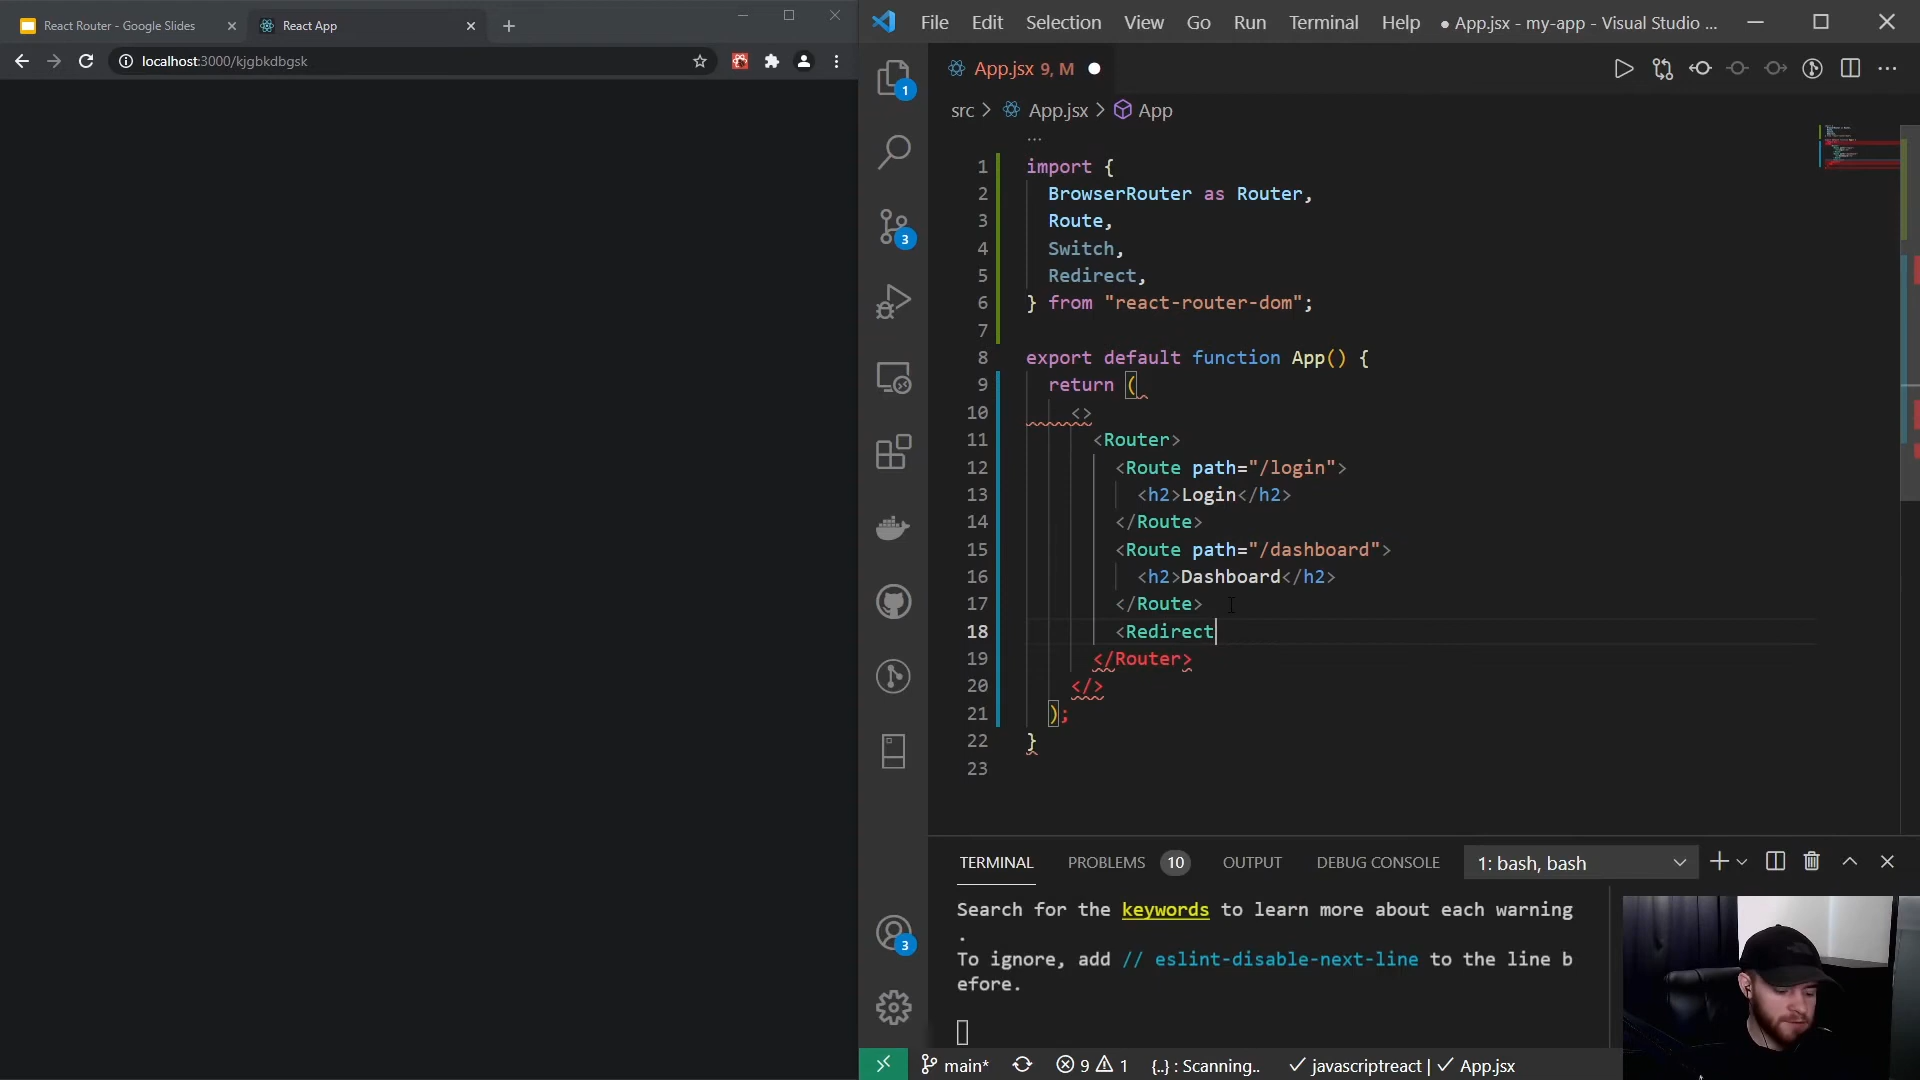 React Router - Google Slides
React App
localhost:3000/kjgbkdbgsk
File Edit Selection View Go Run Terminal Help
● App.jsx - my-app - Visual Studio ...
App.jsx 9, M
src > App.jsx > App
...
1 import {
2 BrowserRouter as Router,
3 Route,
4 Switch,
5 Redirect,
6 } from "react-router-dom";
7
8 export default function App() {
9 return (
10 <>
11 <Router>
12 <Route path="/login">
13 <h2>Login</h2>
14 </Route>
15 <Route path="/dashboard">
16 <h2>Dashboard</h2>
17 </Route>
18 <Redirect
19 </Router>
20 </>
21 );
22 }
23
1
3
3
TERMINAL PROBLEMS 10 OUTPUT DEBUG CONSOLE 1: bash, bash
Search for the keywords to learn more about each warning
.
To ignore, add // eslint-disable-next-line to the line b
efore.
main* 9 1 {..} : Scanning.. javascriptreact | App.jsx